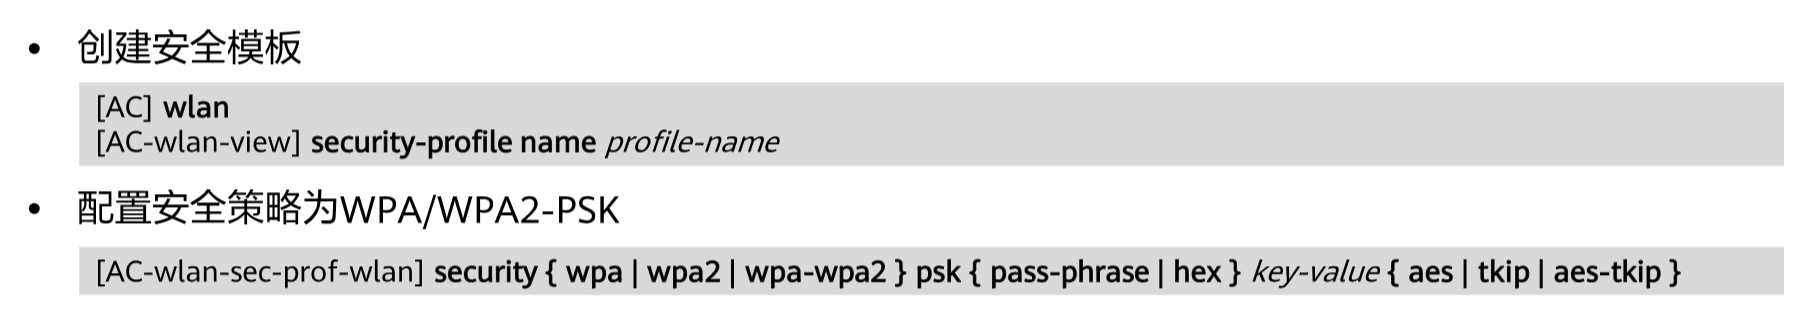 • 创建安全模板
[AC] wlan
[AC-wlan-view] security-profile name profile-name
• 配置安全策略为WPA/WPA2-PSK
[AC-wlan-sec-prof-wlan] security { wpa | wpa2 | wpa-wpa2 } psk { pass-phrase | hex } key-value { aes | tkip | aes-tkip }